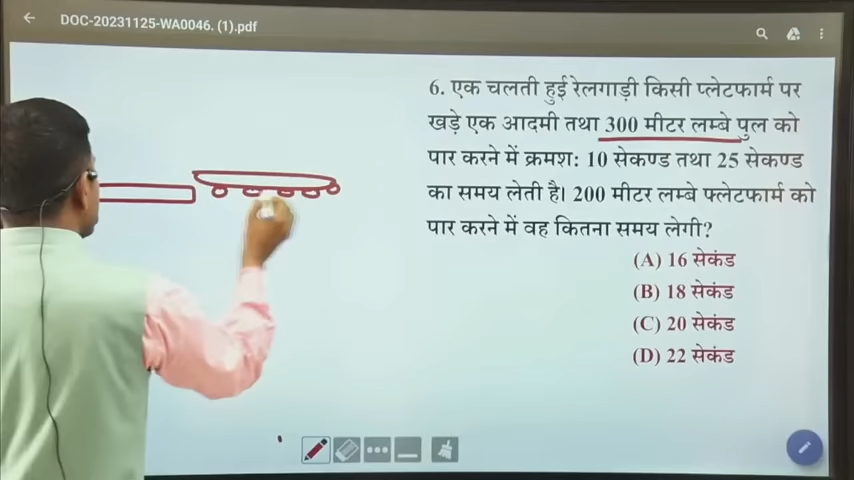 DOC-20231125-WA0046. (1).pdf
6. एक चलती हुई रेलगाड़ी किसी प्लेटफार्म पर
खड़े एक आदमी तथा 300 मीटर लम्बे पुल को
पार करने में क्रमश: 10 सेकण्ड तथा 25 सेकण्ड
का समय लेती है। 200 मीटर लम्बे फ्लेटफार्म को
पार करने में वह कितना समय लेगी?
(A) 16 सेकंड
(B) 18 सेकंड
(C) 20 सेकंड
(D) 22 सेकंड